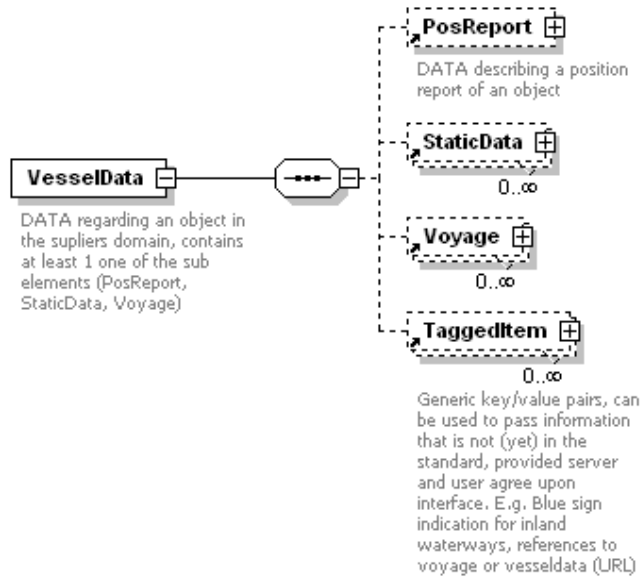 PosReport
DATA describing a position
report of an object
StaticData
0..∞
VesselData
DATA regarding an object in
the supliers domain, contains
at least 1 one of the sub
elements (PosReport,
StaticData, Voyage)
Voyage
0..∞
TaggedItem
0..∞
Generic key/value pairs, can
be used to pass information
that is not (yet) in the
standard, provided server
and user agree upon
interface. E.g. Blue sign
indication for inland
waterways, references to
voyage or vesseldata (URL)